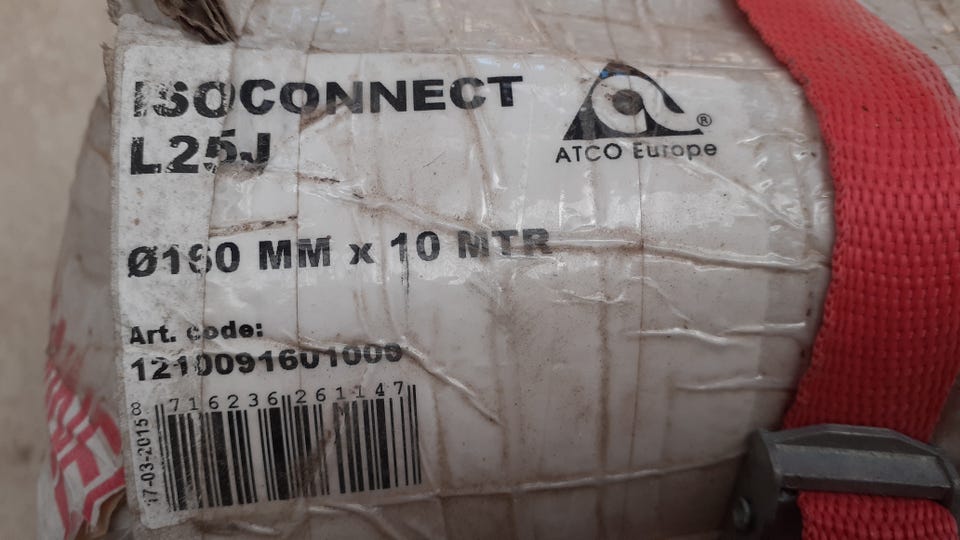 ISOCONNECT
L25J
ATCO Europe®
Ø160 MM x 10 MTR
Art. code:
1210091601000
8 716236 261147
17-03-2015